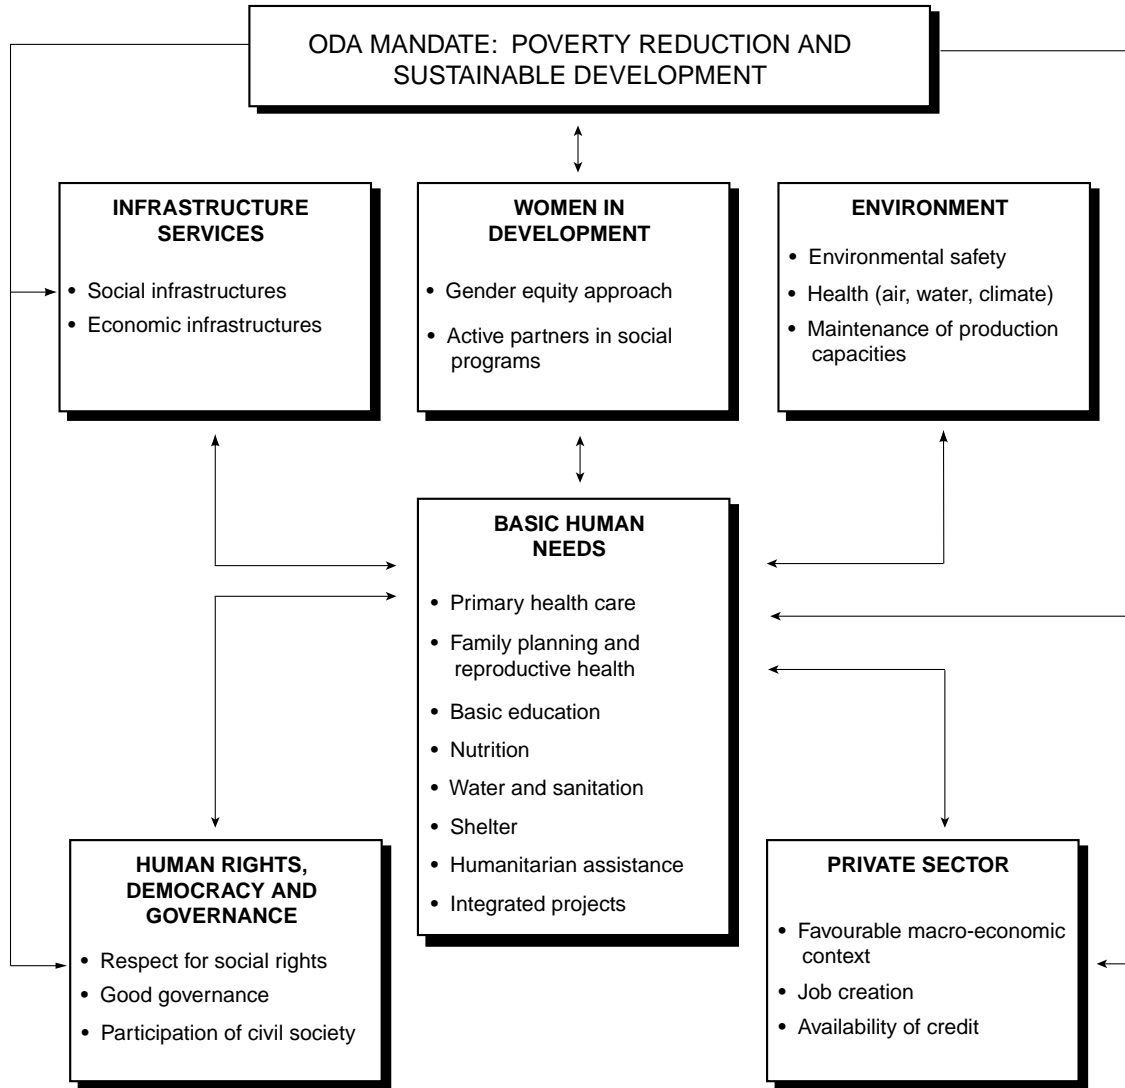 ODA MANDATE: POVERTY REDUCTION AND
SUSTAINABLE DEVELOPMENT
INFRASTRUCTURE
SERVICES
• Social infrastructures
• Economic infrastructures
WOMEN IN
DEVELOPMENT
• Gender equity approach
• Active partners in social
programs
ENVIRONMENT
• Environmental safety
• Health (air, water, climate)
• Maintenance of production
capacities
BASIC HUMAN
NEEDS
• Primary health care
• Family planning and
reproductive health
• Basic education
• Nutrition
• Water and sanitation
• Shelter
• Humanitarian assistance
• Integrated projects
HUMAN RIGHTS,
DEMOCRACY AND
GOVERNANCE
• Respect for social rights
• Good governance
• Participation of civil society
PRIVATE SECTOR
• Favourable macro-economic
context
• Job creation
• Availability of credit